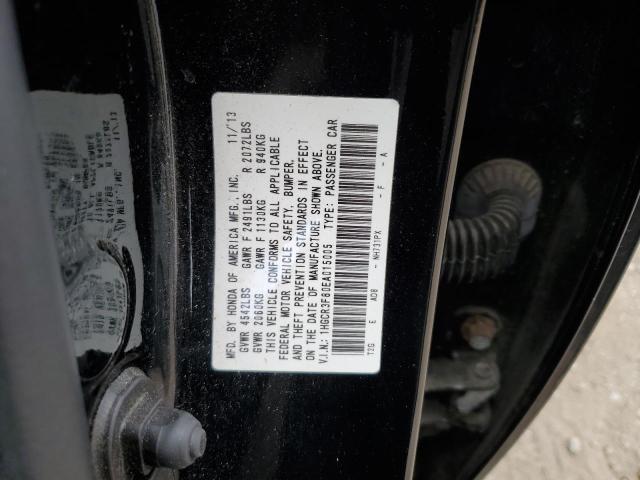 MFD. BY HONDA OF AMERICA MFG., INC. 11/13
GVWR 4542LBS GAWR F 2491LBS R 2072LBS
GVWR 2060KG GAWR F 1130KG R 940KG
THIS VEHICLE CONFORMS TO ALL APPLICABLE
FEDERAL MOTOR VEHICLE SAFETY, BUMPER,
AND THEFT PREVENTION STANDARDS IN EFFECT
ON THE DATE OF MANUFACTURE SHOWN ABOVE.
V.I.N.: 1HGCR3F80EA015005 TYPE: PASSENGER CAR
T2G E AO8 - NH731PX - F - A